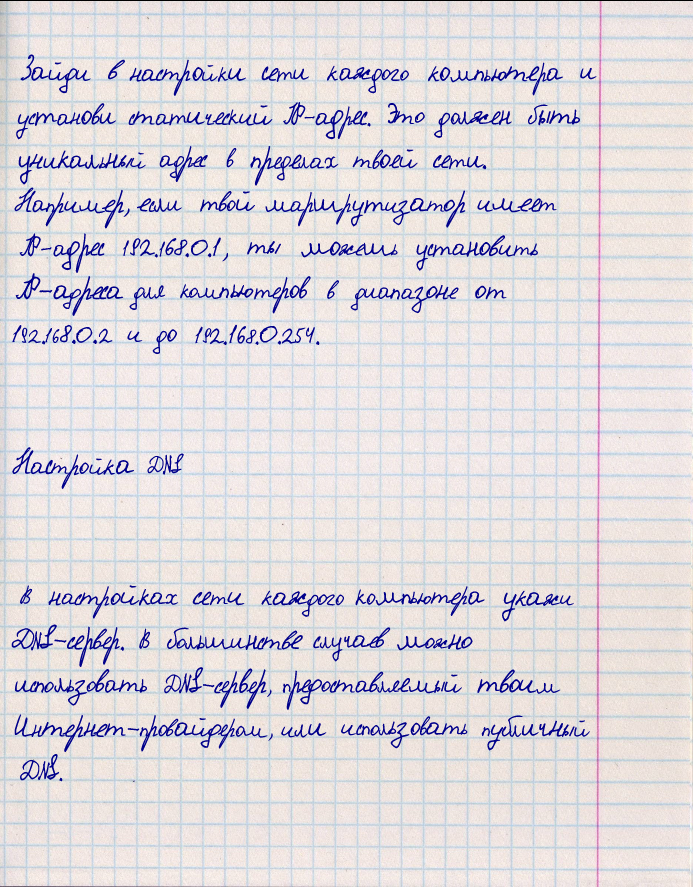 Зайди в настройки сети каждого компьютера и
установи статический IP-адрес. Это должен быть
уникальный адрес в пределах твоей сети.
Например, если твой маршрутизатор имеет
IP-адрес 192.168.0.1, ты можешь установить
IP-адреса для компьютеров в диапазоне от
192.168.0.2 и до 192.168.0.254.
Настройка DNS
В настройках сети каждого компьютера укажи
DNS-сервер. В большинстве случаев можно
использовать DNS-сервер, предоставляемый твоим
Интернет-провайдером, или использовать публичный
DNS.